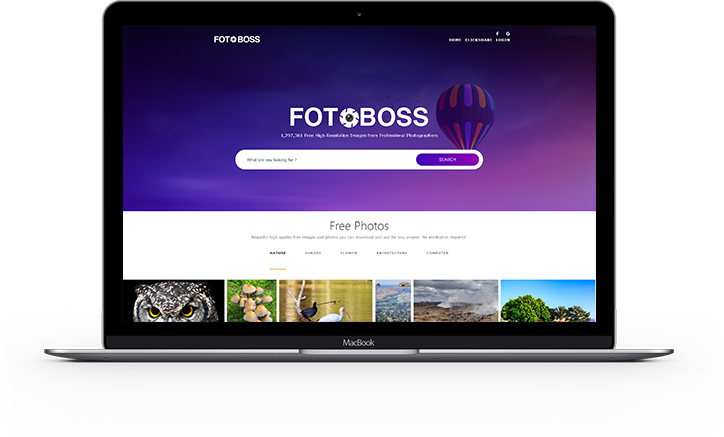 FOTOBOSS
HOME CLICKSHARE LOGIN
FOTOBOSS
1,297,361 Free High Resolution Images from Professional Photographers
What are you looking for ?
SEARCH
Free Photos
Beautiful high quality free images and photos you can download and use for any project. No attribution required.
NATURE EUROPE FLOWER ARCHITECTURE COMPUTER
MacBook